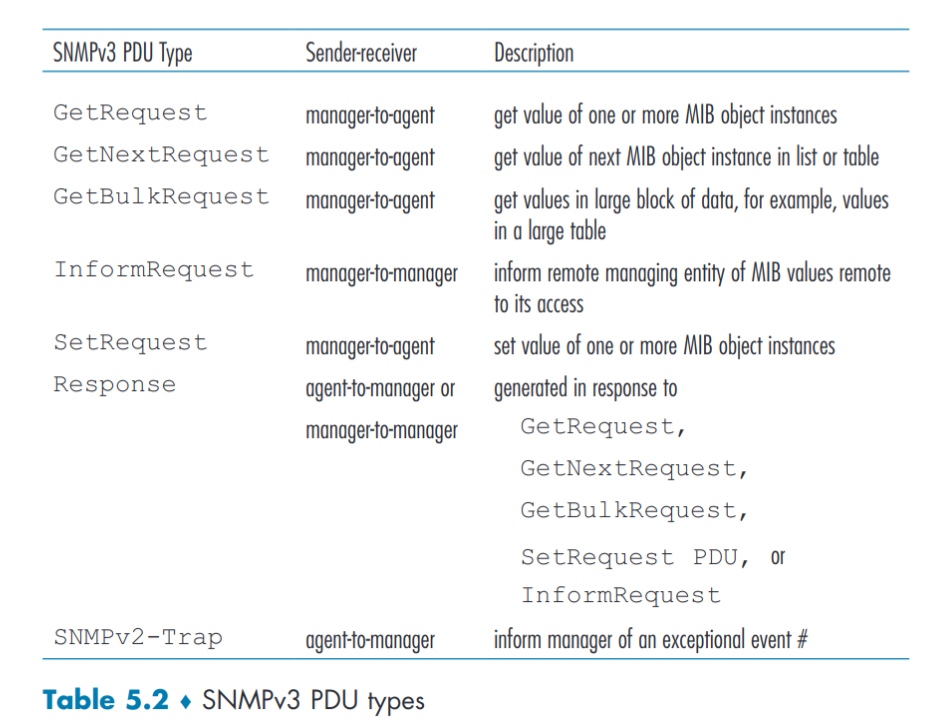 SNMPv3 PDU Type Sender-receiver Description
GetRequest manager-to-agent get value of one or more MIB object instances
GetNextRequest manager-to-agent get value of next MIB object instance in list or table
GetBulkRequest manager-to-agent get values in large block of data, for example, values
in a large table
InformRequest manager-to-manager inform remote managing entity of MIB values remote
to its access
SetRequest manager-to-agent set value of one or more MIB object instances
Response agent-to-manager or generated in response to
manager-to-manager GetRequest,
GetNextRequest,
GetBulkRequest,
SetRequest PDU, or
InformRequest
SNMPv2-Trap agent-to-manager inform manager of an exceptional event #
Table 5.2 ♦ SNMPv3 PDU types